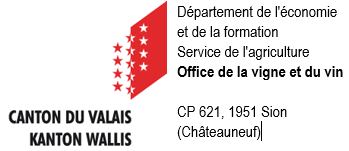 Département de l'économie
et de la formation
Service de l'agriculture
Office de la vigne et du vin
CP 621, 1951 Sion
(Châteauneuf)
CANTON DU VALAIS
KANTON WALLIS